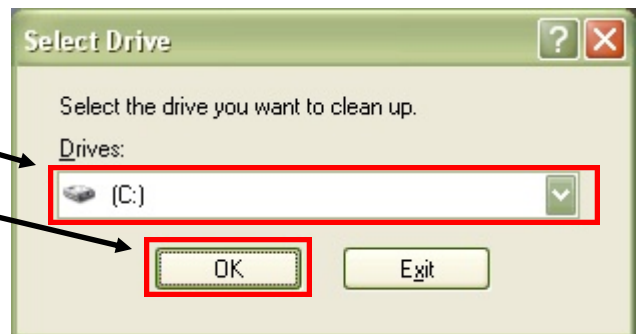 Select Drive
Select the drive you want to clean up.
Drives:
(C:)
OK Exit